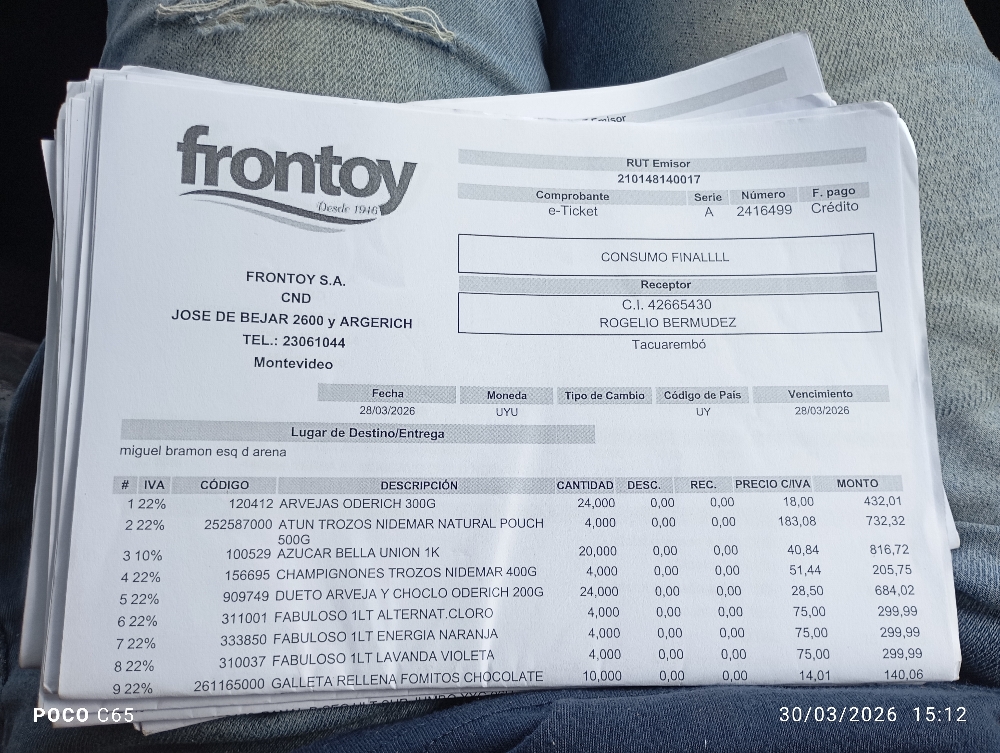 frontoy
Desde 1946
FRONTOY S.A.
CND
JOSE DE BEJAR 2600 y ARGERICH
TEL.: 23061044
Montevideo
Emisor
RUT Emisor
210148140017
Comprobante Serie Número F. pago
e-Ticket A 2416499 Crédito
CONSUMO FINALLLL
Receptor
C.I. 42665430
ROGELIO BERMUDEZ
Tacuarembó
Fecha Moneda Tipo de Cambio Código de País Vencimiento
28/03/2026 UYU UY 28/03/2026
Lugar de Destino/Entrega
miguel bramon esq d arena
# IVA CÓDIGO DESCRIPCIÓN CANTIDAD DESC. REC. PRECIO C/IVA MONTO
1 22% 120412 ARVEJAS ODERICH 300G 24,000 0,00 0,00 18,00 432,01
2 22% 252587000 ATUN TROZOS NIDEMAR NATURAL POUCH 4,000 0,00 0,00 183,08 732,32
500G
3 10% 100529 AZUCAR BELLA UNION 1K 20,000 0,00 0,00 40,84 816,72
4 22% 156695 CHAMPIGNONES TROZOS NIDEMAR 400G 4,000 0,00 0,00 51,44 205,75
5 22% 909749 DUETO ARVEJA Y CHOCLO ODERICH 200G 24,000 0,00 0,00 28,50 684,02
6 22% 311001 FABULOSO 1LT ALTERNAT.CLORO 4,000 0,00 0,00 75,00 299,99
7 22% 333850 FABULOSO 1LT ENERGIA NARANJA 4,000 0,00 0,00 75,00 299,99
8 22% 310037 FABULOSO 1LT LAVANDA VIOLETA 4,000 0,00 0,00 75,00 299,99
9 22% 261165000 GALLETA RELLENA FOMITOS CHOCOLATE 10,000 0,00 0,00 14,01 140,06
POCO C65
30/03/2026 15:12